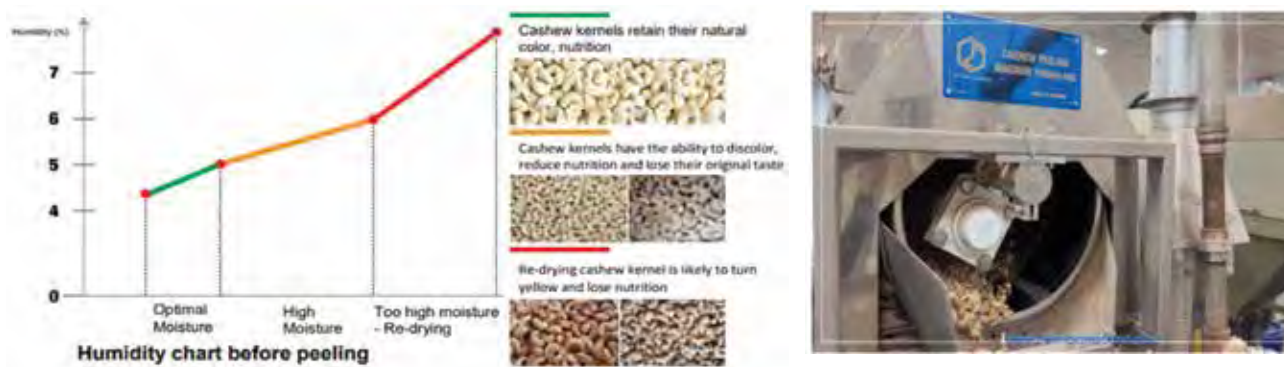 Humidity (%)
7
6
5
4
0
Optimal
Moisture
High
Moisture
Too high moisture
- Re-drying
Humidity chart before peeling
Cashew kernels retain their natural
color, nutrition
Cashew kernels have the ability to discolor,
reduce nutrition and lose their original taste
Re-drying cashew kernel is likely to turn
yellow and lose nutrition
CASHEW PEELING